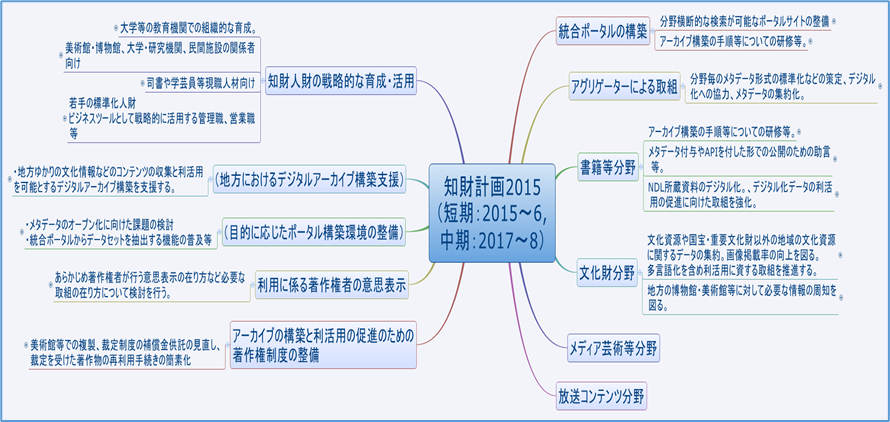 知財計画2015
(短期:2015～6,
中期:2017～8)
統合ポータルの構築
分野横断的な検索が可能なポータルサイトの整備
アーカイブ構築の手順等についての研修等。
アグリゲーターによる取組
分野毎のメタデータ形式の標準化などの策定、デジタル
化への協力、メタデータの集約化。
書籍等分野
アーカイブ構築の手順等についての研修等。
メタデータ付与やAPIを付した形での公開のための助言
等。
NDL所蔵資料のデジタル化。、デジタル化データの利活
用の促進に向けた取組を強化。
文化財分野
文化資源や国宝・重要文化財以外の地域の文化資源
に関するデータの集約。画像掲載率の向上を図る。
多言語化を含め利活用に資する取組を推進する。
地方の博物館・美術館等に対して必要な情報の周知を
図る。
メディア芸術等分野
放送コンテンツ分野
知財人財の戦略的な育成・活用
大学等の教育機関での組織的な育成。
美術館・博物館、大学・研究機関、民間施設の関係者
向け
司書や学芸員等現職人材向け
若手の標準化人財
ビジネスツールとして戦略的に活用する管理職、営業職
等
(地方におけるデジタルアーカイブ構築支援)
・地方ゆかりの文化情報などのコンテンツの収集と利活用
を可能とするデジタルアーカイブ構築を支援する。
(目的に応じたポータル構築環境の整備)
・メタデータのオープン化に向けた課題の検討
・統合ポータルからデータセットを抽出する機能の普及等
利用に係る著作権者の意思表示
あらかじめ著作権者が行う意思表示の在り方など必要な
取組の在り方について検討を行う。
アーカイブの構築と利活用の促進のための
著作権制度の整備
美術館等での複製、裁定制度の補償金供託の見直し、
裁定を受けた著作物の再利用手続きの簡素化